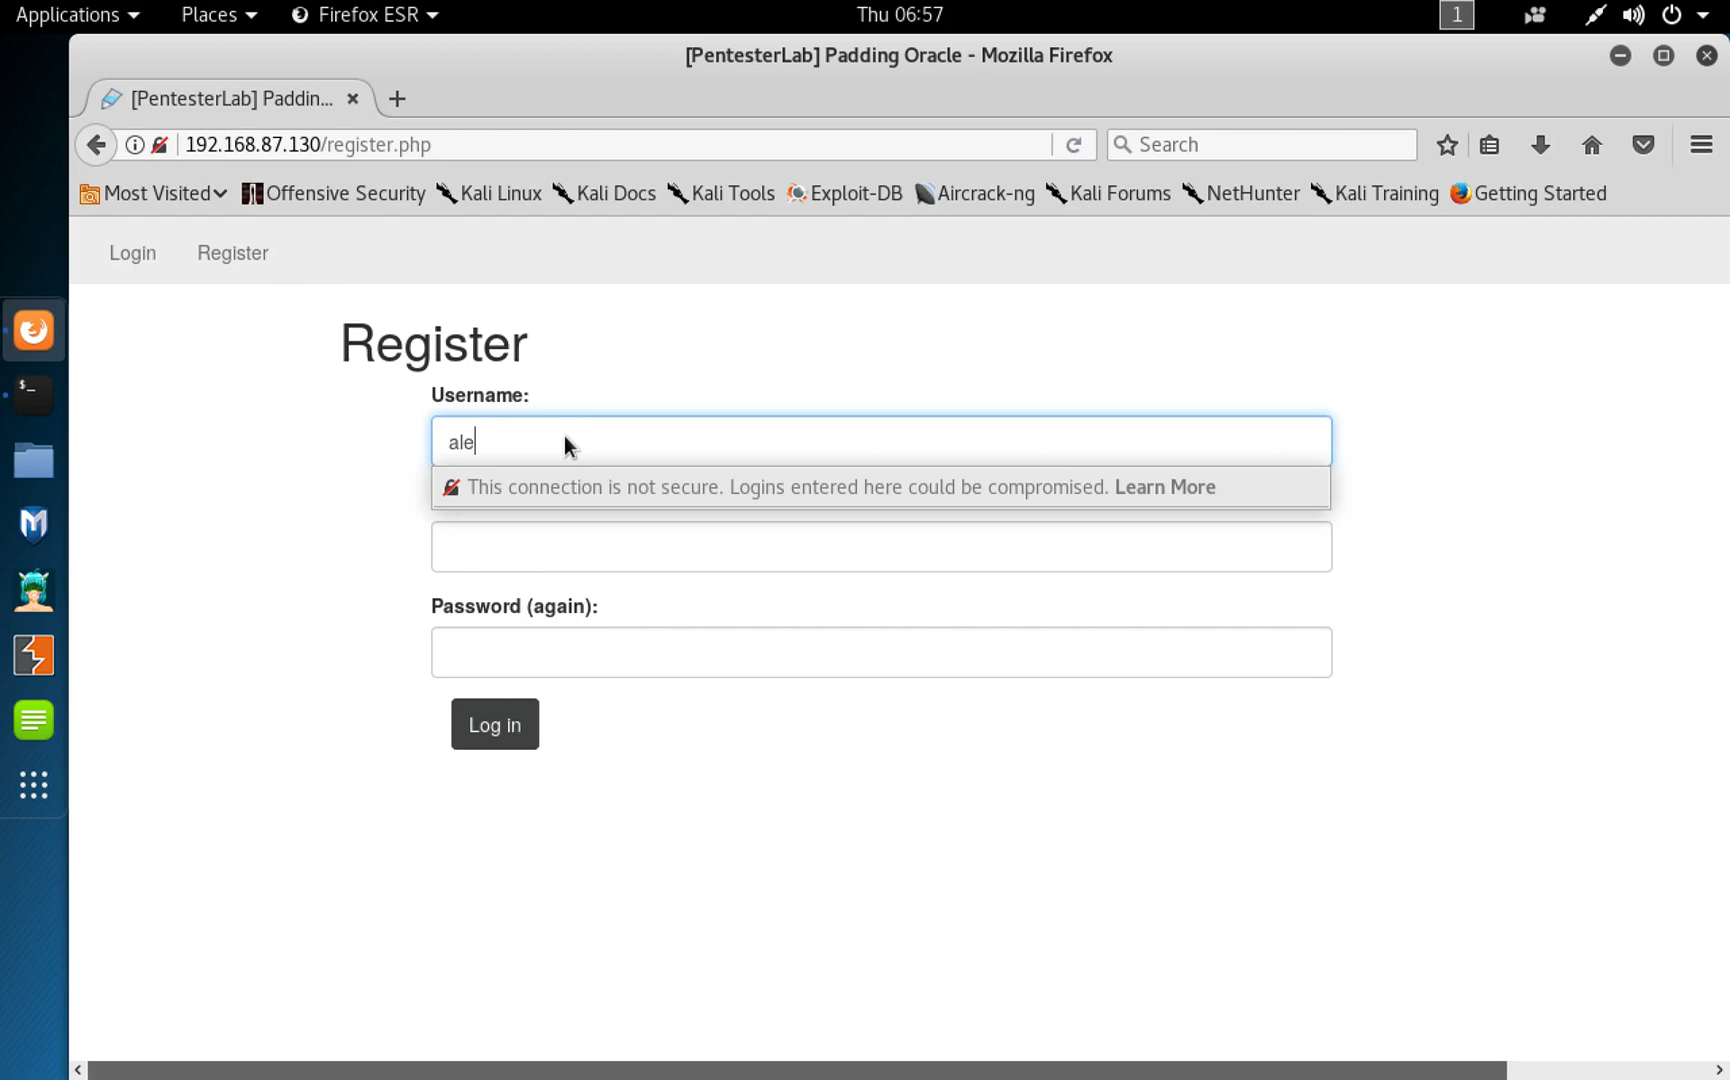 Applications Places Firefox ESR Thu 06:57 1
[PentesterLab] Padding Oracle - Mozilla Firefox
[PentesterLab] Paddin...
192.168.87.130/register.php Search
Most Visited Offensive Security Kali Linux Kali Docs Kali Tools Exploit-DB Aircrack-ng Kali Forums NetHunter Kali Training Getting Started
Login Register
Register
Username:
ale
This connection is not secure. Logins entered here could be compromised. Learn More
Password (again):
Log in
$_